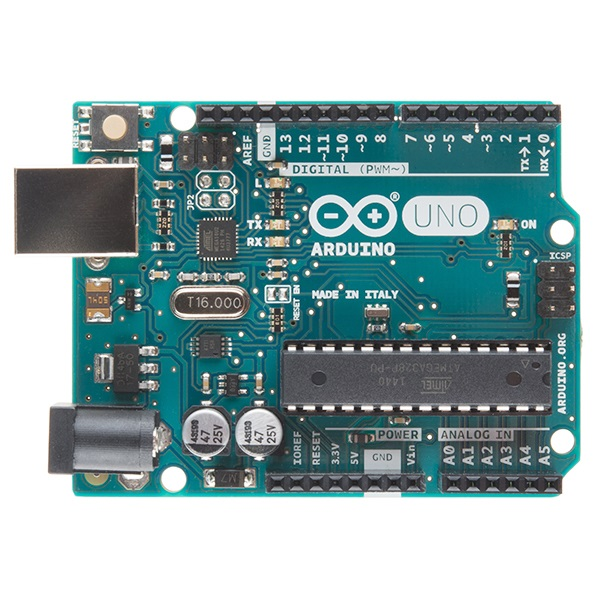 RESET
AREF
GND
13
12
~11
~10
~9
8
7
~6
~5
4
~3
2
TX→1
RX←0
DIGITAL (PWM~)
JP2
L
TX
RX
®
UNO
ON
ARDUINO
ICSP
T16.000
RESET EN
MADE IN ITALY
ARDUINO.ORG
ATMEL
ATMEGA328P-PU
1440
47
25V
47
25V
M7
POWER
ANALOG IN
IOREF
RESET
3.3V
5V
GND
Vin
A0
A1
A2
A3
A4
A5